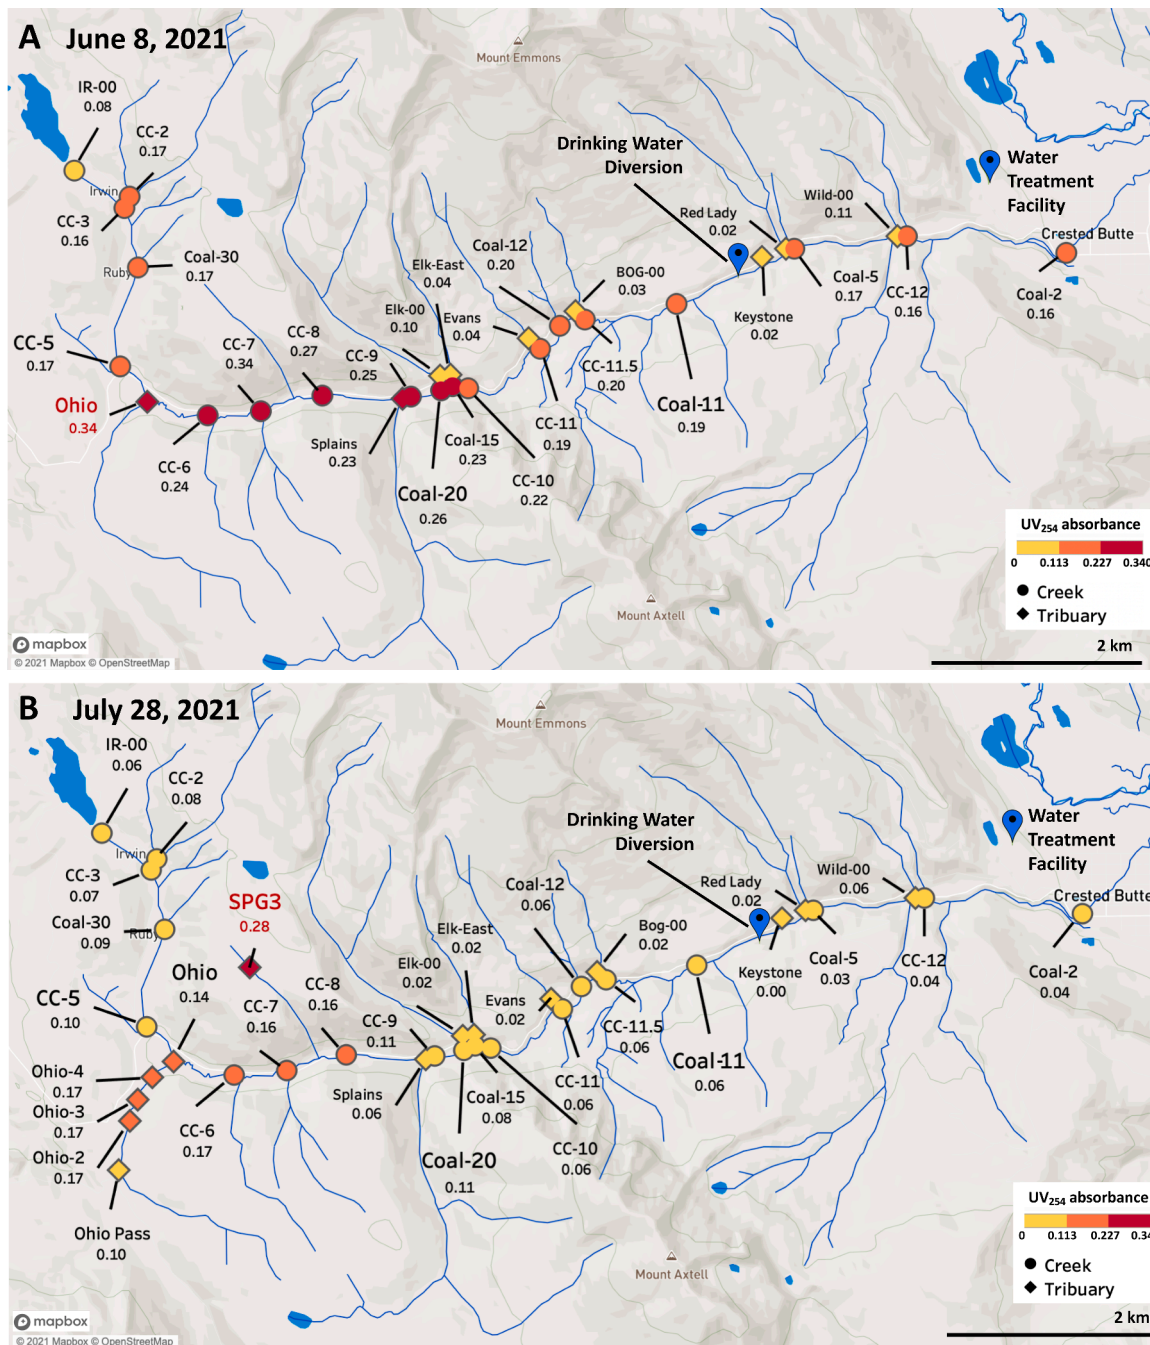 A June 8, 2021
Mount Emmons
IR-00
0.08
CC-2
0.17
Drinking Water
Diversion
Water
Treatment
Facility
Irwin
CC-3
0.16
Wild-00
0.11
Red Lady
0.02
Crested Butte
Coal-12
0.20
Ruby
Coal-30
0.17
Elk-East
0.04
BOG-00
0.03
Coal-5
0.17
CC-12
0.16
Coal-2
0.16
Elk-00
0.10
Evans
0.04
Keystone
0.02
CC-5
0.17
CC-8
0.27
CC-7
0.34
CC-9
0.25
CC-11.5
0.20
Ohio
0.34
Coal-11
0.19
CC-11
0.19
Splains
0.23
Coal-15
0.23
CC-6
0.24
CC-10
0.22
Coal-20
0.26
UV254 absorbance
0 0.113 0.227 0.340
Creek
Tributary
Mount Axtell
2 km
mapbox
© 2021 Mapbox © OpenStreetMap
B July 28, 2021
Mount Emmons
IR-00
0.06
CC-2
0.08
Drinking Water
Diversion
Water
Treatment
Facility
Irwin
CC-3
0.07
Wild-00
0.06
Red Lady
0.02
Crested Butte
SPG3
0.28
Coal-12
0.06
Coal-30
0.09
Ruby
Elk-East
0.02
Bog-00
0.02
Coal-5
0.03
CC-12
0.04
Coal-2
0.04
Keystone
0.00
Ohio
0.14
Elk-00
0.02
CC-8
0.16
Evans
0.02
CC-5
0.10
CC-7
0.16
CC-9
0.11
CC-11.5
0.06
Coal-11
0.06
Ohio-4
0.17
Ohio-3
0.17
CC-11
0.06
Splains
0.06
Coal-15
0.08
CC-6
0.17
Ohio-2
0.17
CC-10
0.06
Coal-20
0.11
Ohio Pass
0.10
UV254 absorbance
0 0.113 0.227 0.34
Creek
Tributary
Mount Axtell
2 km
mapbox
© 2021 Mapbox © OpenStreetMap